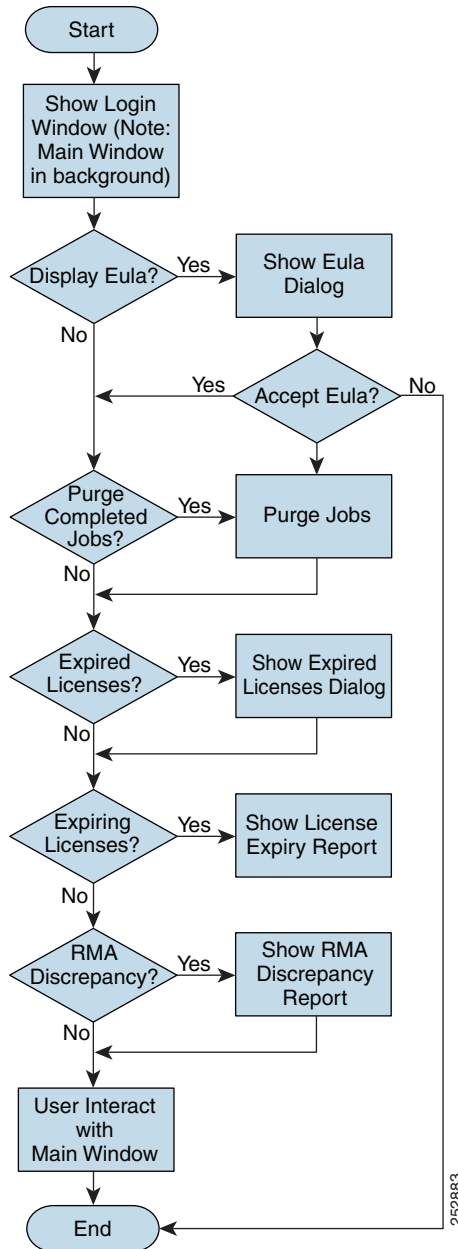 Start
Show Login
Window (Note:
Main Window
in background)
Display Eula?
Yes
Show Eula
Dialog
No
Yes
Accept Eula?
No
Purge
Completed
Jobs?
Yes
Purge Jobs
No
Expired
Licenses?
Yes
Show Expired
Licenses Dialog
No
Expiring
Licenses?
Yes
Show License
Expiry Report
No
RMA
Discrepancy?
Yes
Show RMA
Discrepancy
Report
No
User Interact
with
Main Window
End
252883